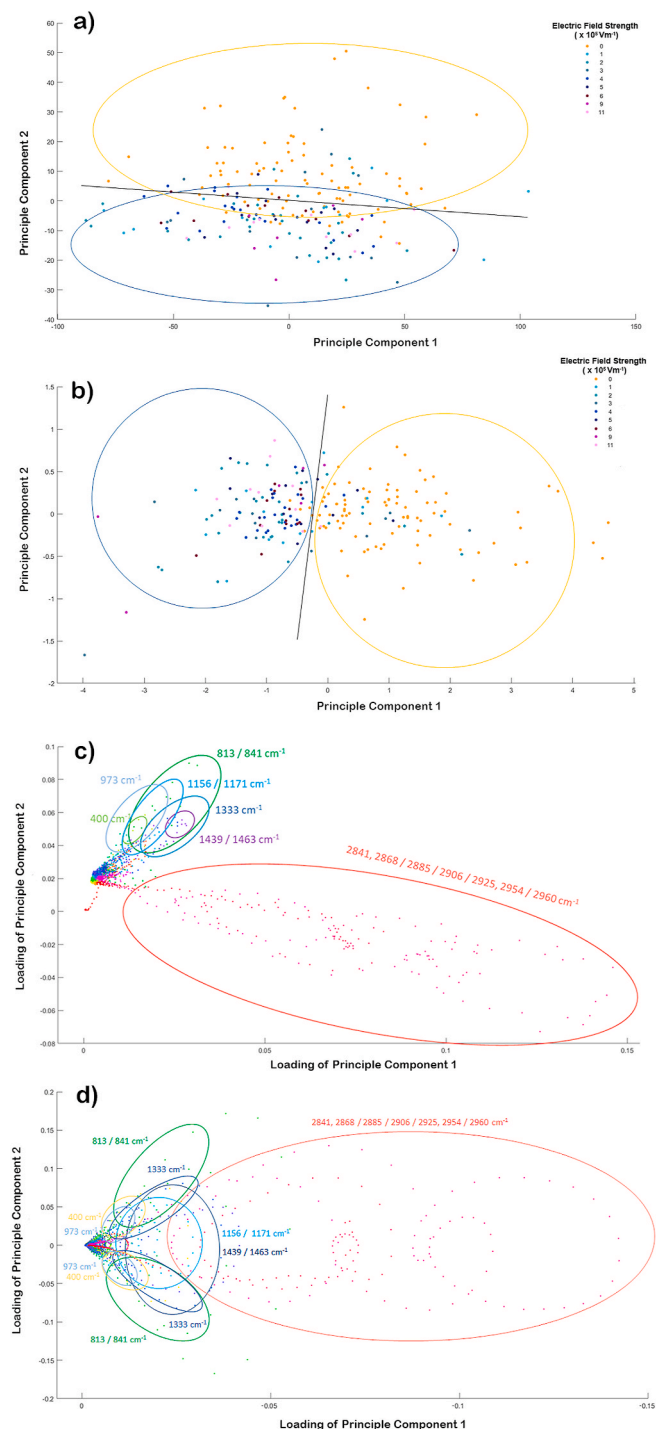 a)
Electric Field Strength
( x 10⁵ Vm⁻¹)
0
1
2
3
4
5
6
9
11
Principle Component 2
60
50
40
30
20
10
0
-10
-20
-30
-40
-100
-50
0
50
100
150
Principle Component 1
b)
Electric Field Strength
( x 10⁵ Vm⁻¹)
0
1
2
3
4
5
6
9
11
Principle Component 2
1.5
1
0.5
0
-0.5
-1
-1.5
-2
-4
-3
-2
-1
0
1
2
3
4
5
Principle Component 1
c)
813 / 841 cm⁻¹
973 cm⁻¹
1156 / 1171 cm⁻¹
400 cm⁻¹
1333 cm⁻¹
1439 / 1463 cm⁻¹
2841, 2868 / 2885 / 2906 / 2925, 2954 / 2960 cm⁻¹
Loading of Principle Component 2
0.1
0.08
0.06
0.04
0.02
0
-0.02
-0.04
-0.06
-0.08
0
0.05
0.1
0.15
Loading of Principle Component 1
d)
2841, 2868 / 2885 / 2906 / 2925, 2954 / 2960 cm⁻¹
813 / 841 cm⁻¹
1333 cm⁻¹
400 cm⁻¹
973 cm⁻¹
1156 / 1171 cm⁻¹
1439 / 1463 cm⁻¹
973 cm⁻¹
400 cm⁻¹
1333 cm⁻¹
813 / 841 cm⁻¹
Loading of Principle Component 2
0.2
0.15
0.1
0.05
0
-0.05
-0.1
-0.15
-0.2
0
-0.05
-0.1
-0.15
Loading of Principle Component 1